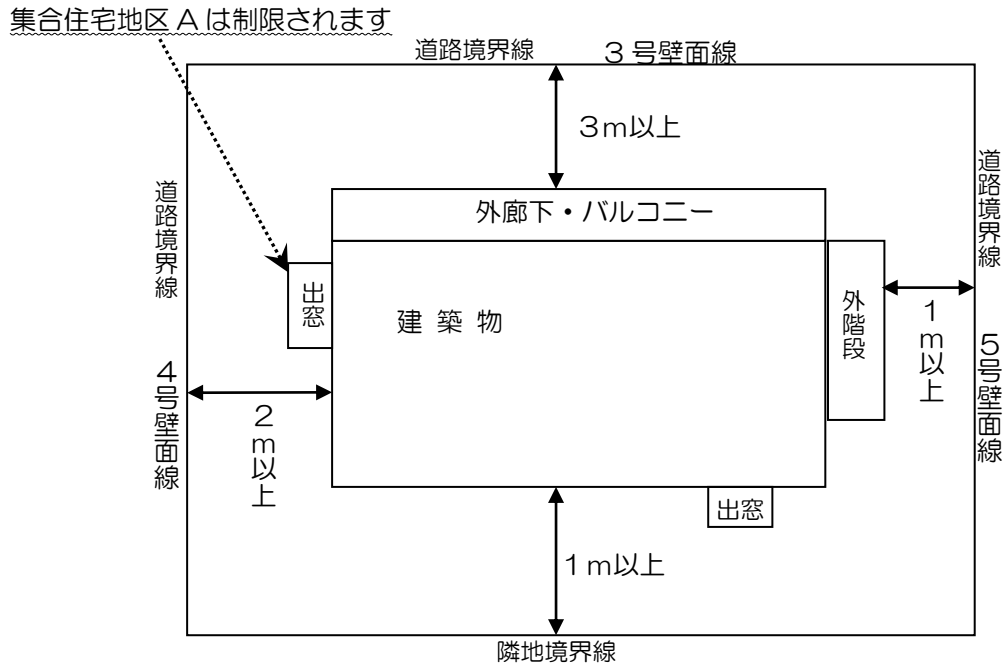 集合住宅地区Aは制限されます
道路境界線
３号壁面線
３ｍ以上
道路境界線
道路境界線
外廊下・バルコニー
出窓
建築物
外階段
１ｍ以上
４号壁面線
２ｍ以上
５号壁面線
出窓
１ｍ以上
隣地境界線